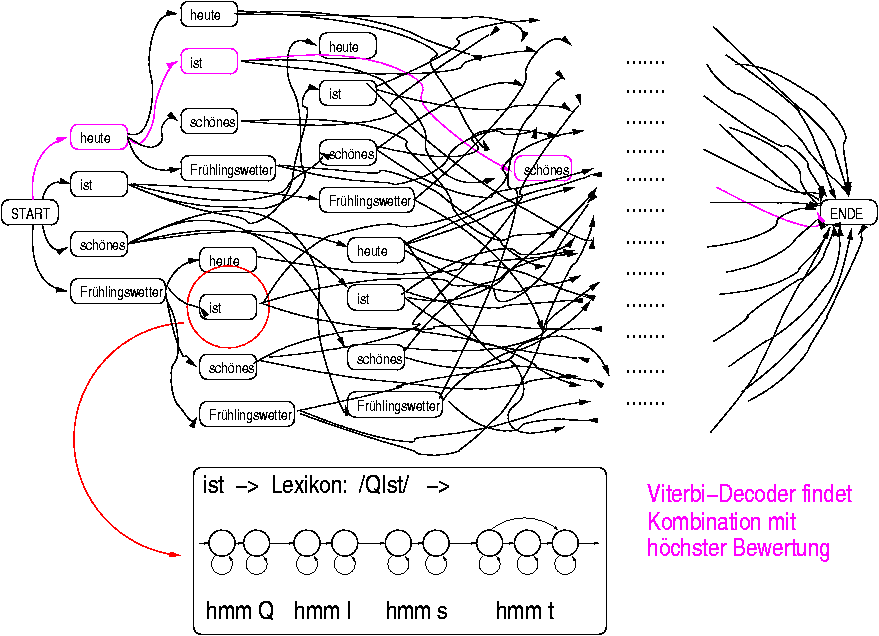 heute
ist
schönes
Frühlingswetter
heute
ist
schönes
Frühlingswetter
START
heute
ist
schönes
Frühlingswetter
heute
ist
schönes
Frühlingswetter
heute
ist
schönes
Frühlingswetter
schönes
.......
.......
.......
.......
.......
.......
.......
.......
.......
.......
.......
ENDE
ist −> Lexikon: /QIst/ −>
hmm Q hmm I hmm s hmm t
Viterbi−Decoder findet
Kombination mit
höchster Bewertung